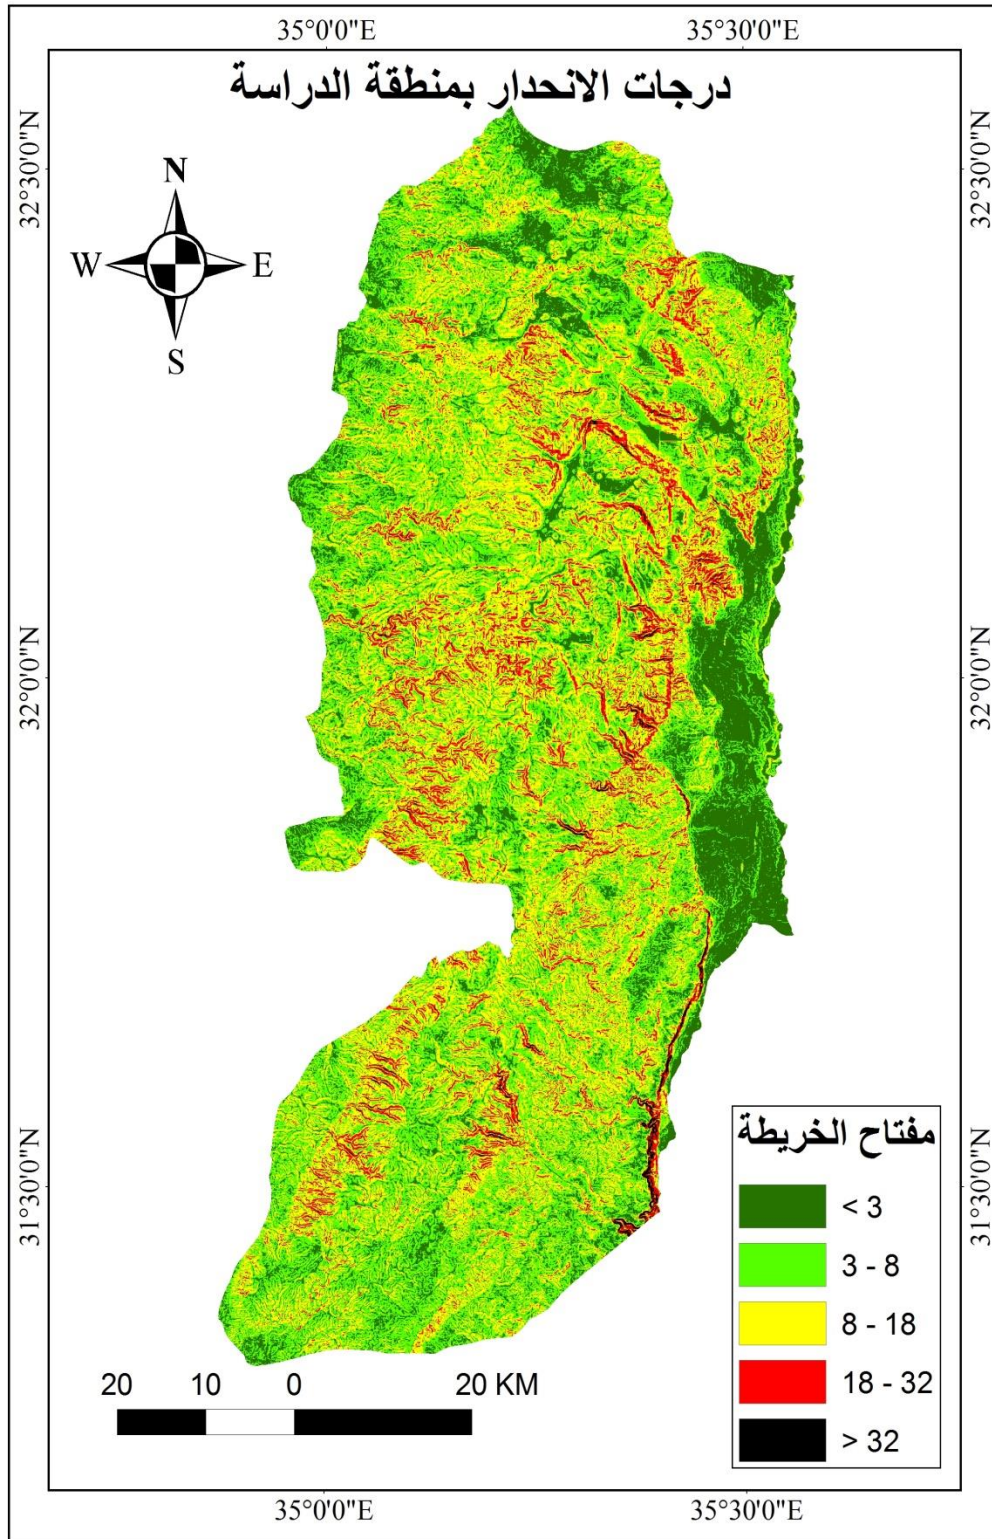 35°0'0"E 35°30'0"E
درجات الانحدار بمنطقة الدراسة
32°30'0"N 32°30'0"N
N
W E
S
32°0'0"N 32°0'0"N
31°30'0"N 31°30'0"N
مفتاح الخريطة
< 3
3 - 8
8 - 18
18 - 32
> 32
20 10 0 20 KM
35°0'0"E 35°30'0"E